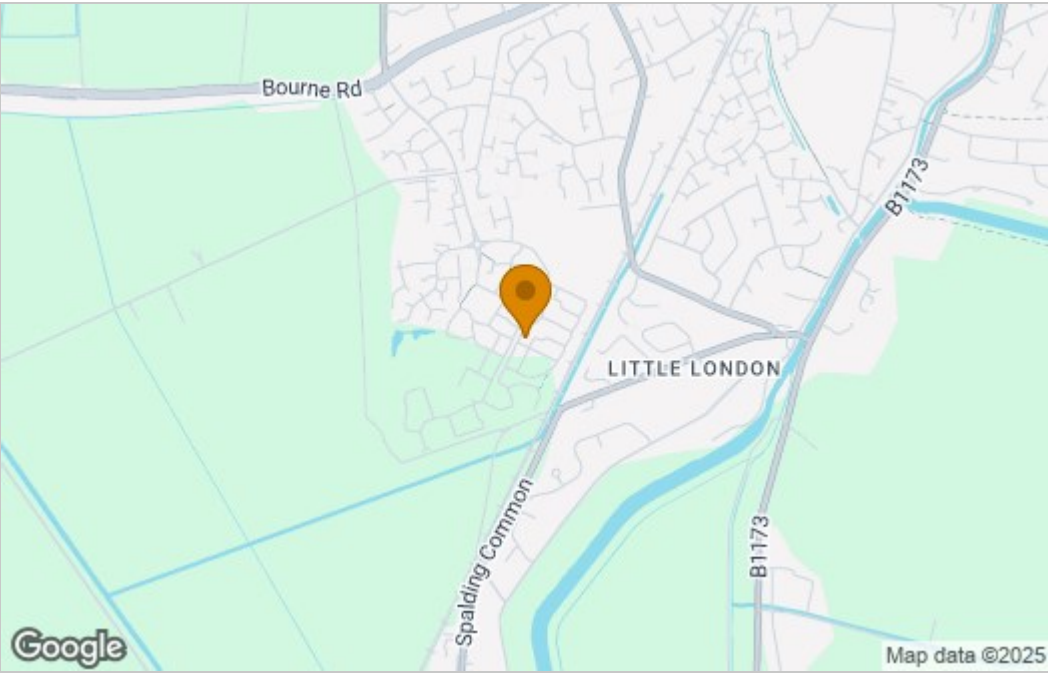 Bourne Rd
B1173
LITTLE LONDON
Spalding Common
B1173
Google
Map data ©2025